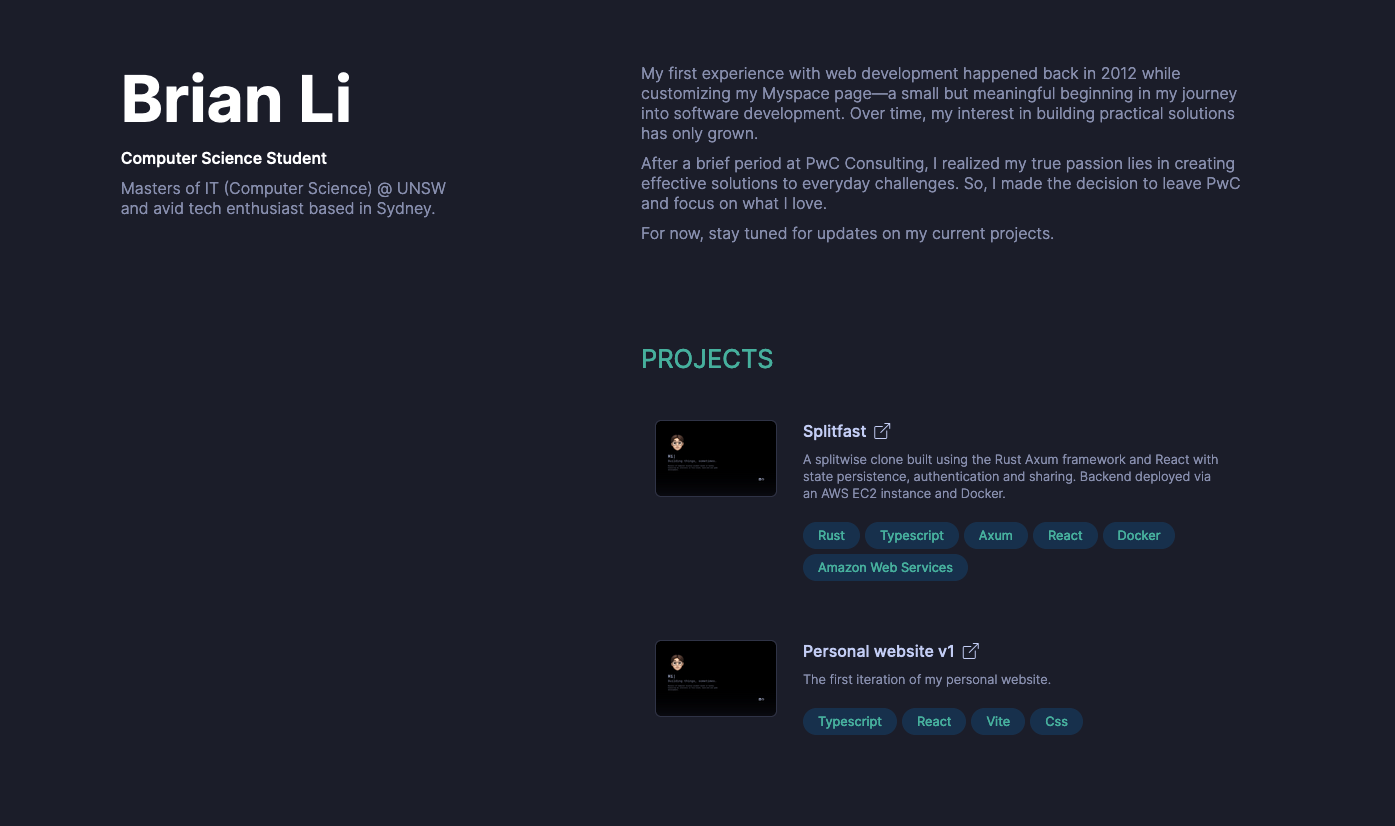 Brian Li
Computer Science Student
Masters of IT (Computer Science) @ UNSW
and avid tech enthusiast based in Sydney.
My first experience with web development happened back in 2012 while
customizing my Myspace page—a small but meaningful beginning in my journey
into software development. Over time, my interest in building practical solutions
has only grown.
After a brief period at PwC Consulting, I realized my true passion lies in creating
effective solutions to everyday challenges. So, I made the decision to leave PwC
and focus on what I love.
For now, stay tuned for updates on my current projects.
PROJECTS
Splitfast
A splitwise clone built using the Rust Axum framework and React with
state persistence, authentication and sharing. Backend deployed via
an AWS EC2 instance and Docker.
Rust Typescript Axum React Docker
Amazon Web Services
Personal website v1
The first iteration of my personal website.
Typescript React Vite Css